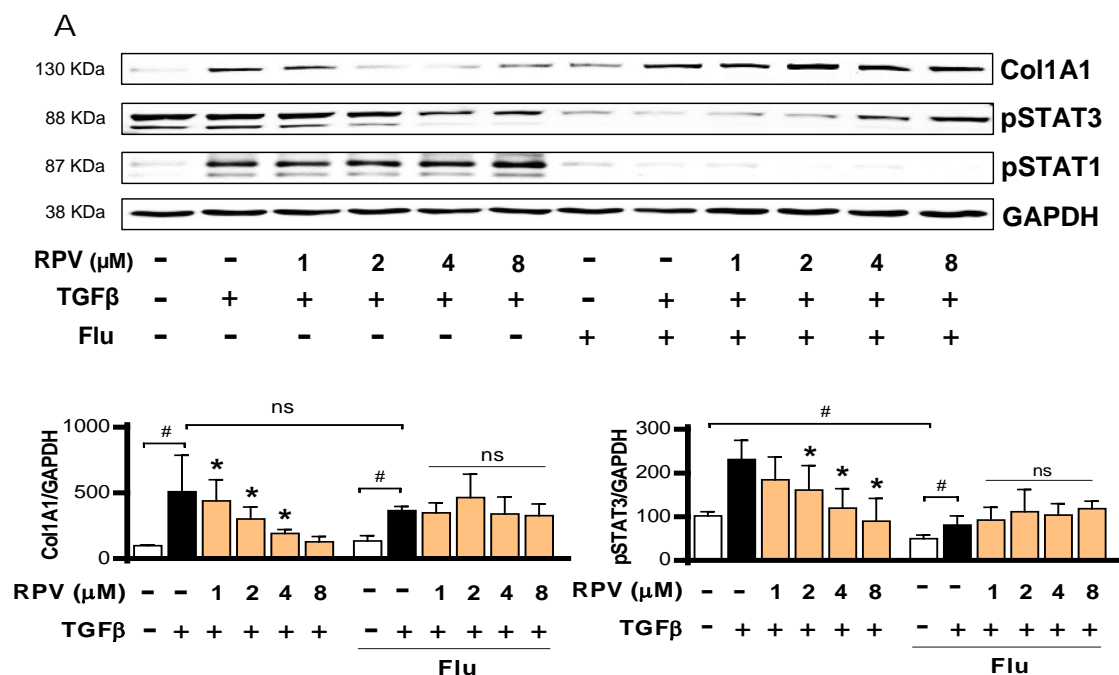 A
130 KDa Col1A1
88 KDa pSTAT3
87 KDa pSTAT1
38 KDa GAPDH
RPV (µM) – – 1 2 4 8 – – 1 2 4 8
TGFβ – + + + + + – + + + + +
Flu – – – – – – + + + + + +
ns
#
*
*
*
#
ns
1000
500
0
Col1A1/GAPDH
RPV (µM) – – 1 2 4 8 – – 1 2 4 8
TGFβ – + + + + + – + + + + +
Flu
#
*
*
*
#
ns
300
200
100
0
pSTAT3/GAPDH
RPV (µM) – – 1 2 4 8 – – 1 2 4 8
TGFβ – + + + + + – + + + + +
Flu